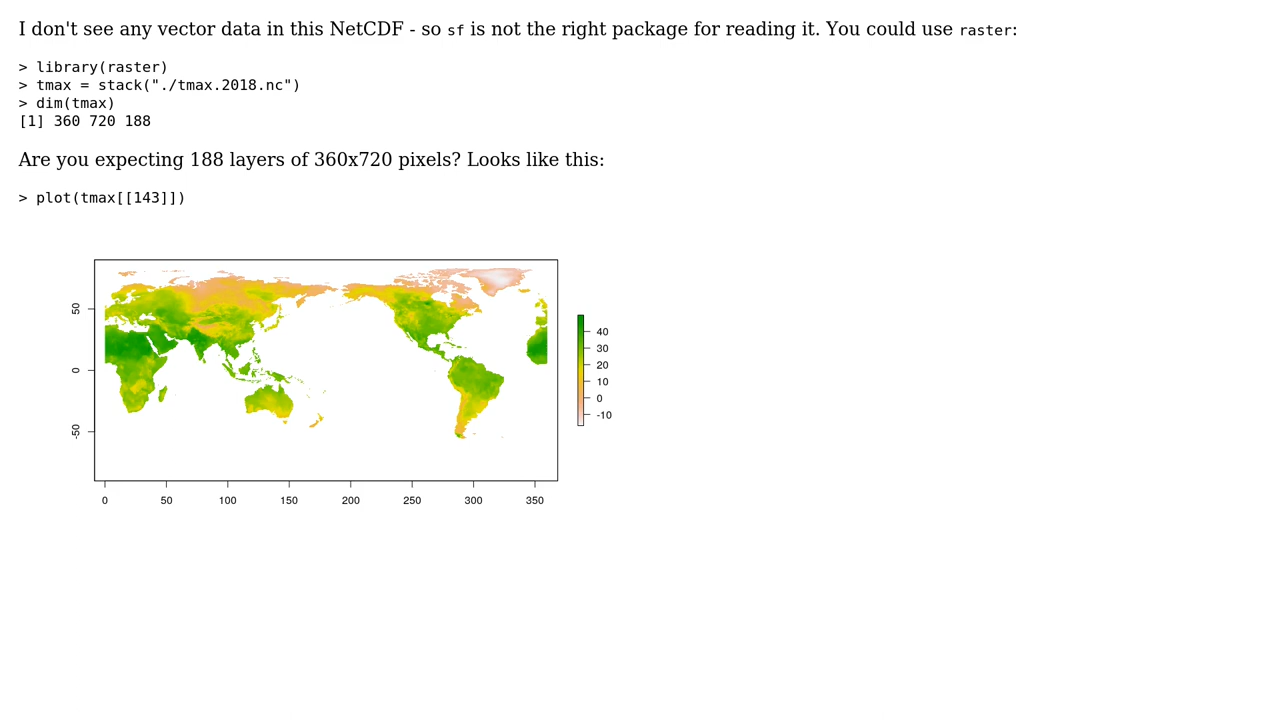 I don't see any vector data in this NetCDF - so sf is not the right package for reading it. You could use raster:
> library(raster)
> tmax = stack("./tmax.2018.nc")
> dim(tmax)
[1] 360 720 188
Are you expecting 188 layers of 360x720 pixels? Looks like this:
> plot(tmax[[143]])
50
0
-50
0 50 100 150 200 250 300 350
40
30
20
10
0
-10